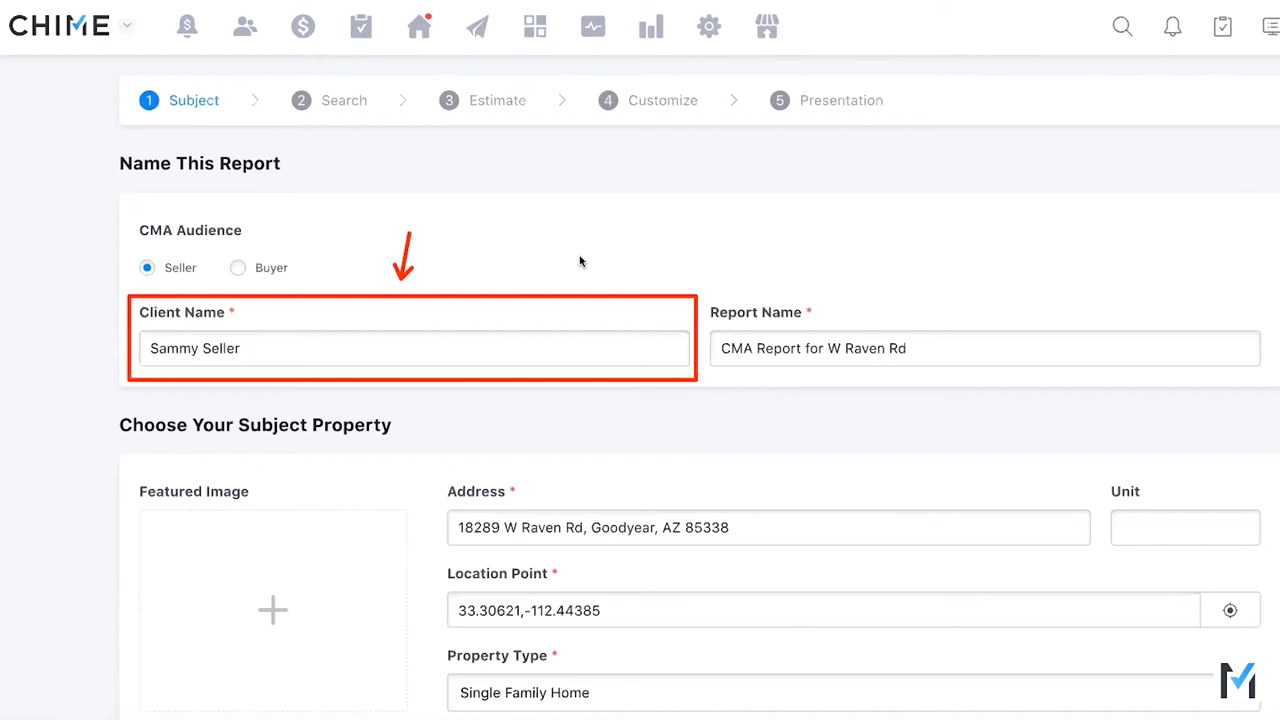 CHIME
1 Subject 2 Search 3 Estimate 4 Customize 5 Presentation
Name This Report
CMA Audience
Seller Buyer
Client Name * Report Name *
Sammy Seller CMA Report for W Raven Rd
Choose Your Subject Property
Featured Image Address * Unit
18289 W Raven Rd, Goodyear, AZ 85338
Location Point *
33.30621,-112.44385
Property Type *
Single Family Home